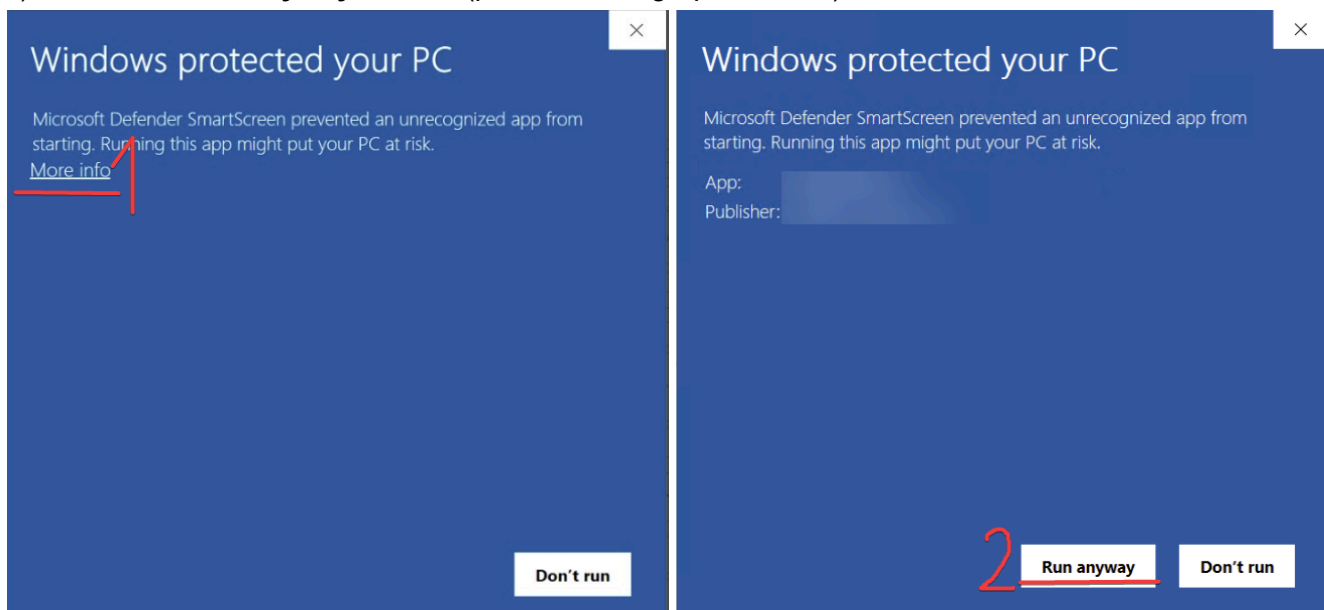 Windows protected your PC
Microsoft Defender SmartScreen prevented an unrecognized app from
starting. Running this app might put your PC at risk.
More info
1
Don't run
Windows protected your PC
Microsoft Defender SmartScreen prevented an unrecognized app from
starting. Running this app might put your PC at risk.
App:
Publisher:
2
Run anyway
Don't run